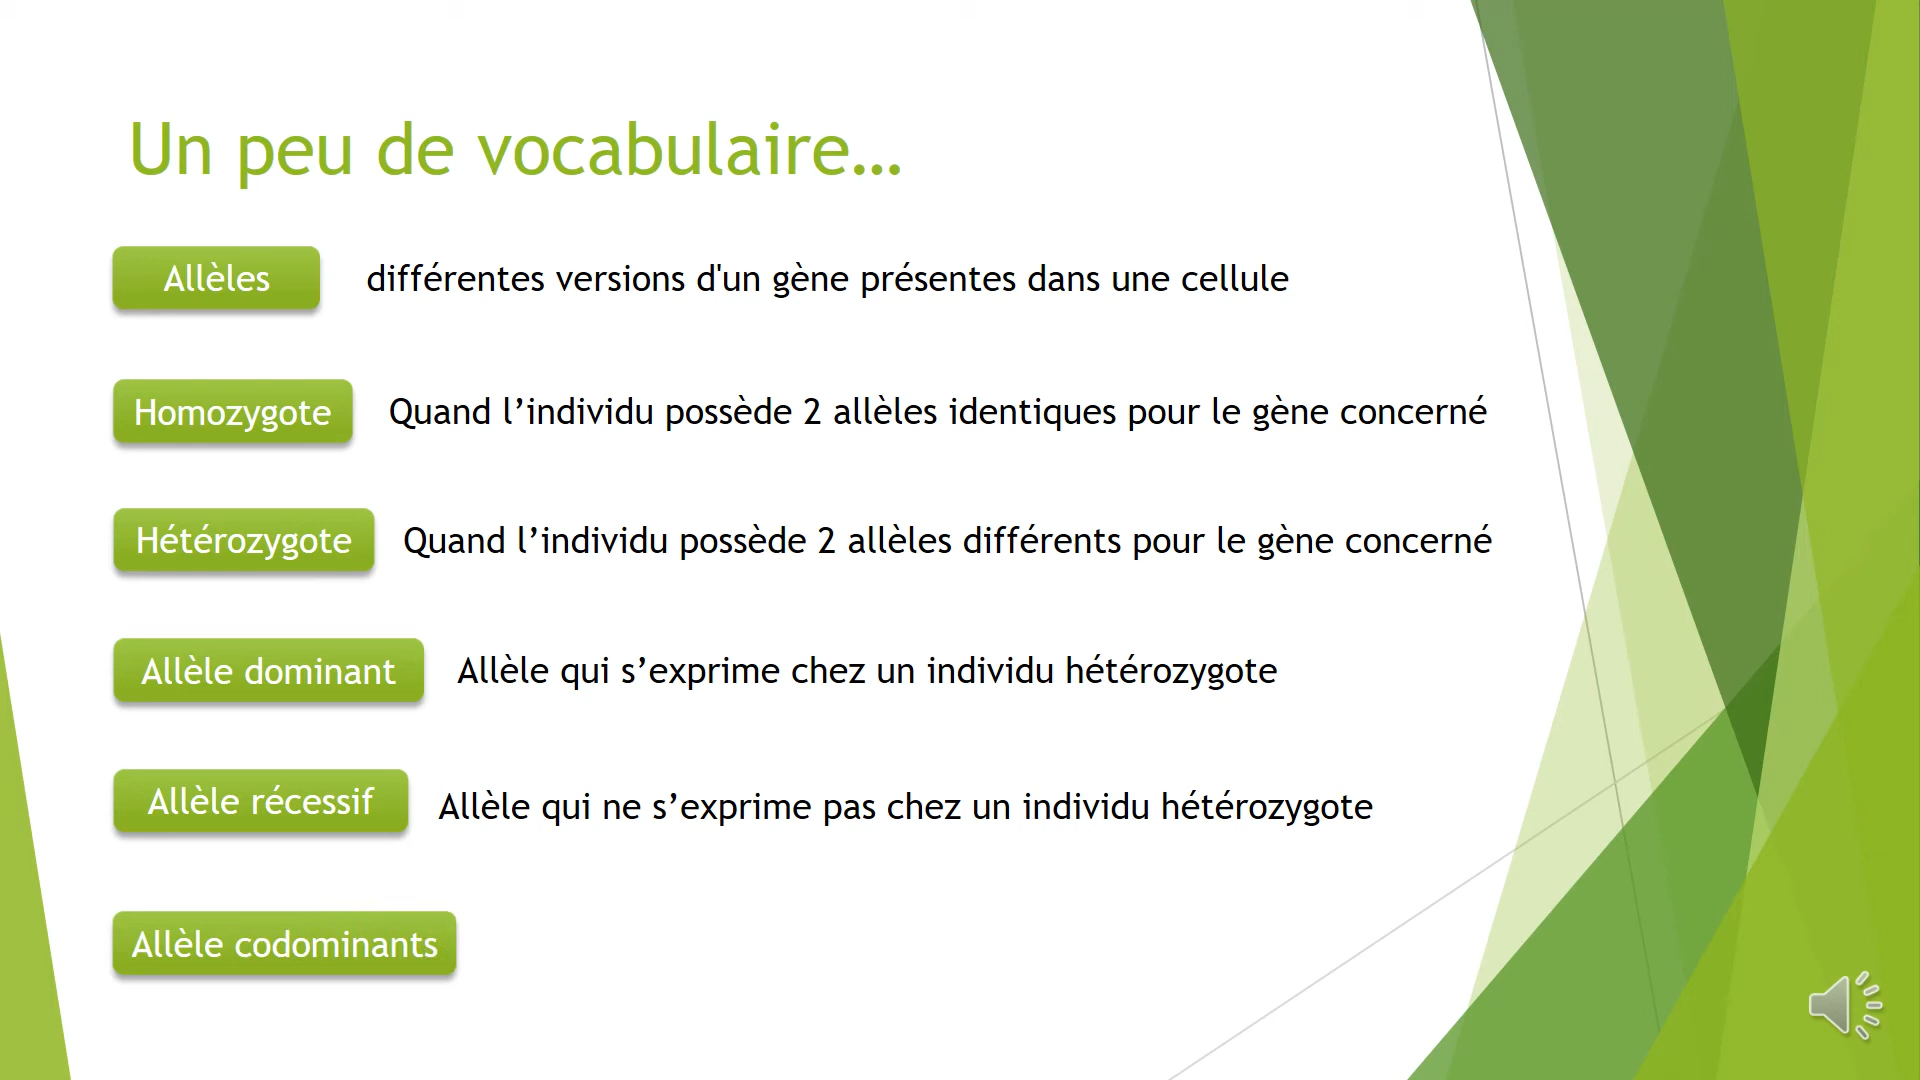 Un peu de vocabulaire…
Allèles différentes versions d'un gène présentes dans une cellule
Homozygote Quand l’individu possède 2 allèles identiques pour le gène concerné
Hétérozygote Quand l’individu possède 2 allèles différents pour le gène concerné
Allèle dominant Allèle qui s’exprime chez un individu hétérozygote
Allèle récessif Allèle qui ne s’exprime pas chez un individu hétérozygote
Allèle codominants